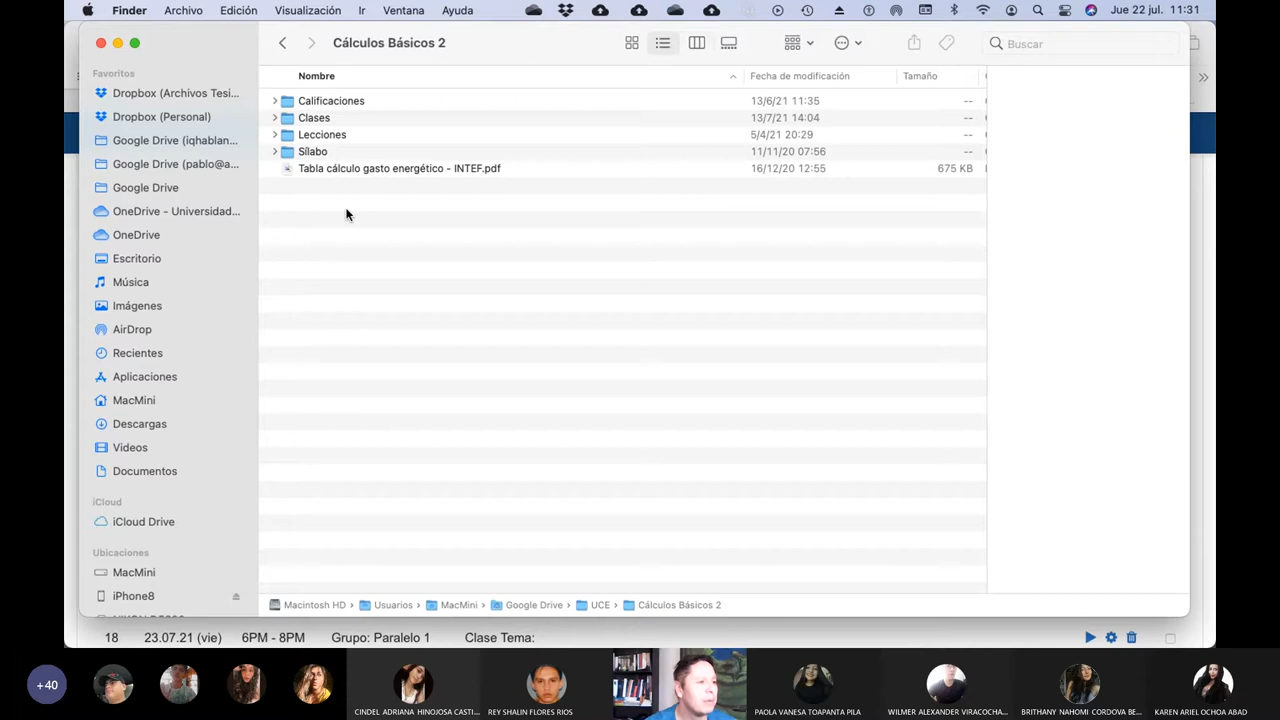 Finder Archivo Edición Visualización Ir Ventana Ayuda Jue 22 jul. 11:31
Cálculos Básicos 2 Buscar
Favoritos
Dropbox (Archivos Tesi...
Dropbox (Personal)
Google Drive (iqhablan...
Google Drive (pablo@a...
Google Drive
OneDrive - Universidad...
OneDrive
Escritorio
Música
Imágenes
AirDrop
Recientes
Aplicaciones
MacMini
Descargas
Videos
Documentos
iCloud
iCloud Drive
Ubicaciones
MacMini
iPhone8
Nombre Fecha de modificación Tamaño
Calificaciones 13/6/21 11:35 --
Clases 13/7/21 14:04 --
Lecciones 5/4/21 20:29 --
Sílabo 11/11/20 07:56 --
Tabla cálculo gasto energético - INTEF.pdf 16/12/20 12:55 675 KB
Macintosh HD › Usuarios › MacMini › Google Drive › UCE › Cálculos Básicos 2
18 23.07.21 (vie) 6PM - 8PM Grupo: Paralelo 1 Clase Tema:
+40
CINDEL ADRIANA HINOJOSA CASTI...
REY SHALIN FLORES RIOS
PAOLA VANESA TOAPANTA PILA
WILMER ALEXANDER VIRACOCHA...
BRITHANY NAHOMI CORDOVA BE...
KAREN ARIEL OCHOA ABAD